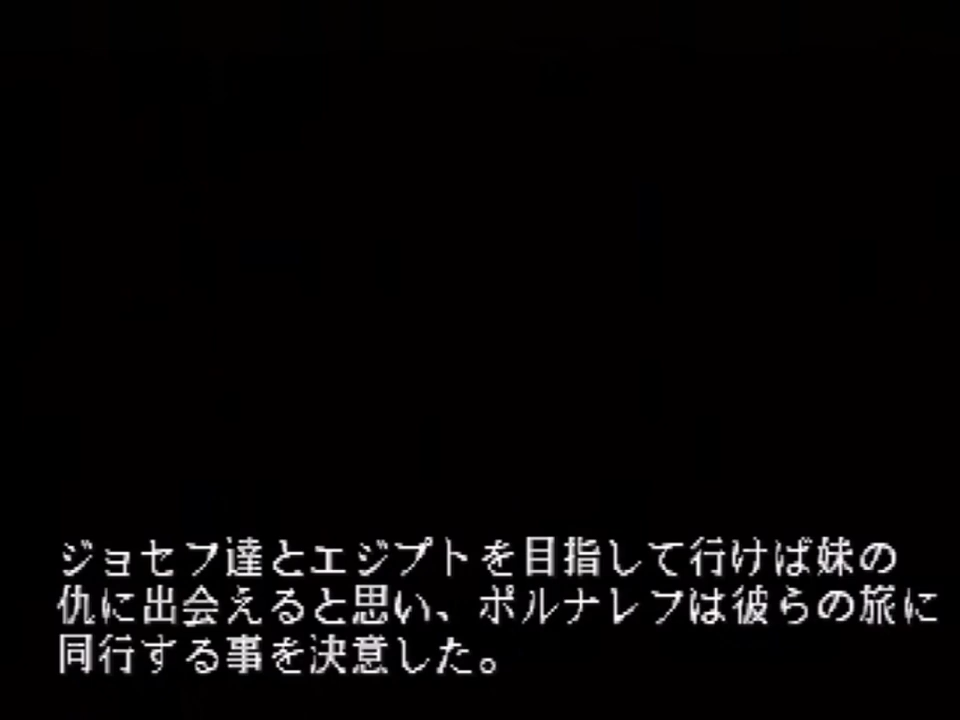 ジョセフ達とエジプトを目指して行けば妹の
仇に出会えると思い、ポルナレフは彼らの旅に
同行する事を決意した。